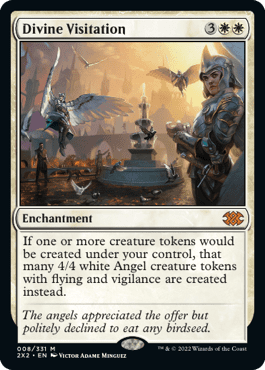 Divine Visitation 3
Enchantment
If one or more creature tokens would
be created under your control, that
many 4/4 white Angel creature tokens
with flying and vigilance are created
instead.
The angels appreciated the offer but
politely declined to eat any birdseed.
008/331 M
2X2 • EN Victor Adame Minguez
™ & © 2022 Wizards of the Coast